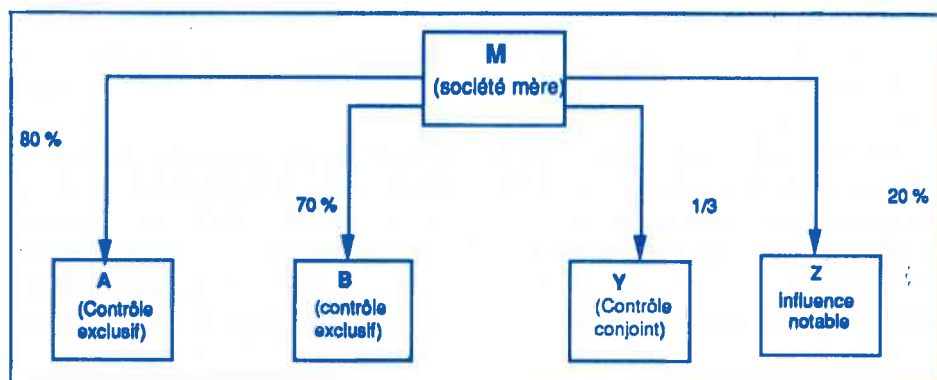 M
(société mère)
80 %
70 %
1/3
20 %
A
(Contrôle
exclusif)
B
(contrôle
exclusif)
Y
(Contrôle
conjoint)
Z
influence
notable